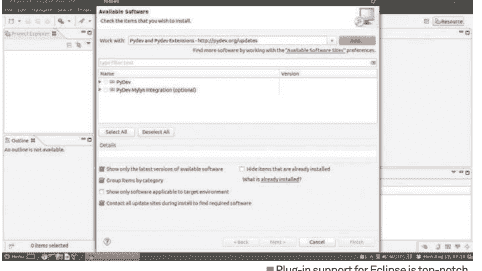 Install
Available Software
Check the items that you wish to install.
Work with: Pydev and Pydev Extensions - http://pydev.org/updates
Add...
Find more software by working with the "Available Software Sites" preferences.
type filter text
Name
Version
PyDev
PyDev Mylyn Integration (optional)
Select All
Deselect All
Details
Show only the latest versions of available software
Hide items that are already installed
Group items by category
What is already installed?
Show only software applicable to target environment
Contact all update sites during install to find required software
< Back
Next >
Cancel
Finish
Project Explorer
Resource
Outline
An outline is not available.
0 items selected
Menu
Plug-in support for Eclipse is top-notch